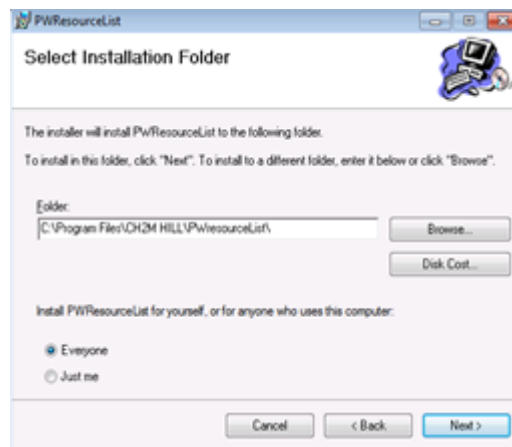 PWResourceList
Select Installation Folder
The installer will install PWResourceList to the following folder.
To install in this folder, click "Next". To install to a different folder, enter it below or click "Browse".
Folder:
C:\Program Files\CH2M HILL\PWresourceList\
Browse...
Disk Cost...
Install PWResourceList for yourself, or for anyone who uses this computer:
Everyone
Just me
Cancel
< Back
Next >